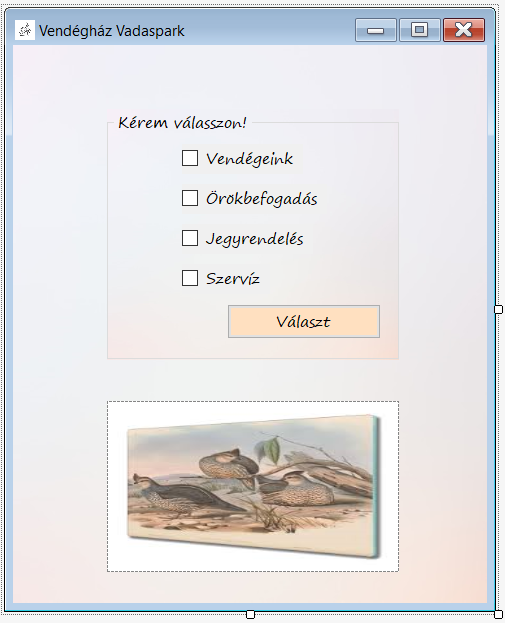 Vendégház Vadaspark
Kérem válasszon!
Vendégeink
Örökbefogadás
Jegyrendelés
Szervíz
Választ